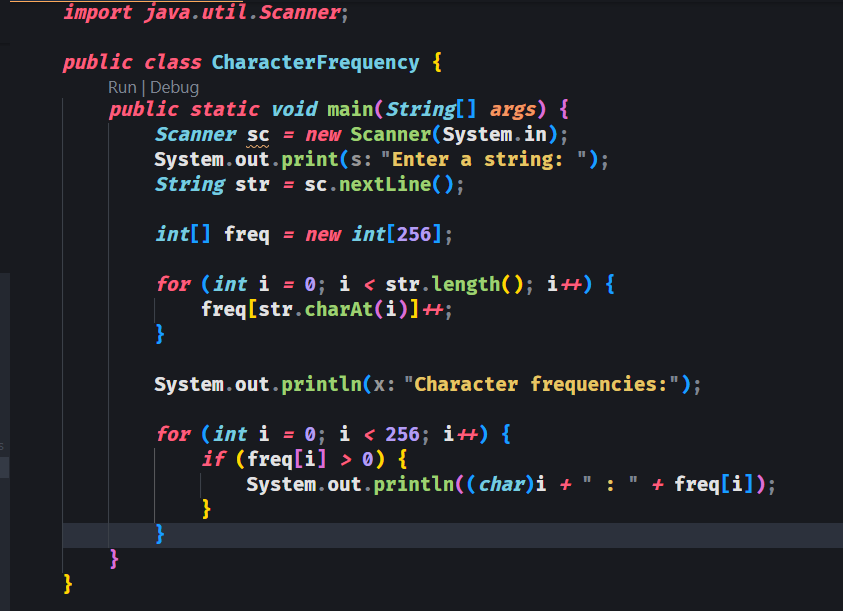 import java.util.Scanner;
public class CharacterFrequency {
Run | Debug
public static void main(String[] args) {
Scanner sc = new Scanner(System.in);
System.out.print(s: "Enter a string: ");
String str = sc.nextLine();
int[] freq = new int[256];
for (int i = 0; i < str.length(); i++) {
freq[str.charAt(i)]++;
}
System.out.println(x: "Character frequencies:");
for (int i = 0; i < 256; i++) {
if (freq[i] > 0) {
System.out.println((char)i + " : " + freq[i]);
}
}
}
}